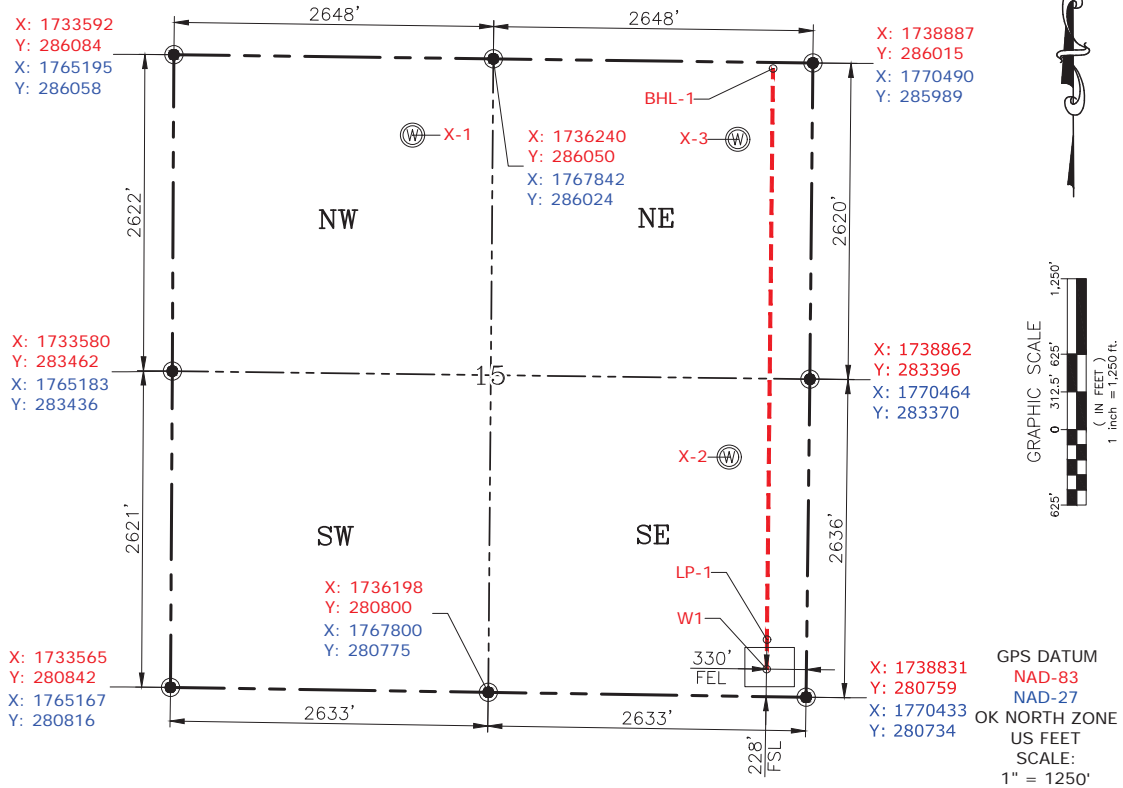 2648'
2648'
X: 1733592
Y: 286084
X: 1765195
Y: 286058
X: 1738887
Y: 286015
X: 1770490
Y: 285989
BHL-1
W
X-1
X: 1736240
Y: 286050
X: 1767842
Y: 286024
X-3
W
2622'
NW
NE
2620'
1,250'
625'
312.5'
0
625'
GRAPHIC SCALE
( IN FEET )
1 inch = 1,250 ft.
X: 1733580
Y: 283462
X: 1765183
Y: 283436
15
X: 1738862
Y: 283396
X: 1770464
Y: 283370
X-2
W
2621'
SW
SE
2636'
LP-1
X: 1736198
Y: 280800
X: 1767800
Y: 280775
W1
330'
FEL
X: 1733565
Y: 280842
X: 1765167
Y: 280816
X: 1738831
Y: 280759
X: 1770433
Y: 280734
2633'
2633'
228'
FSL
GPS DATUM
NAD-83
NAD-27
OK NORTH ZONE
US FEET
SCALE:
1" = 1250'